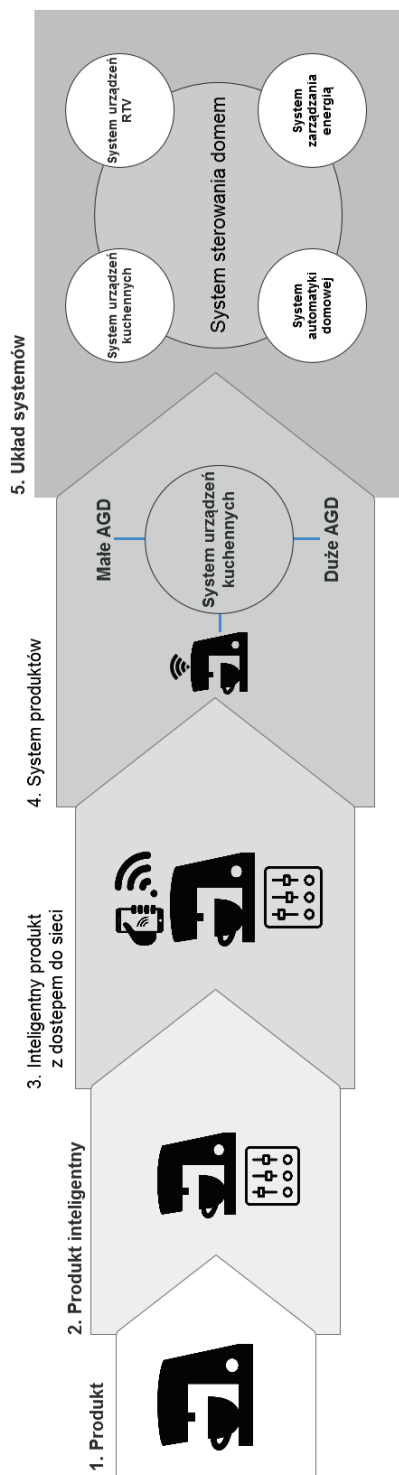 1. Produkt
2. Produkt inteligentny
3. Inteligentny produkt
z dostepem do sieci
4. System produktów
Małe AGD
System urządzeń
kuchennych
Duże AGD
5. Układ systemów
System urządzeń
kuchennych
System urządzeń
RTV
System sterowania domem
System
automatyki
domowej
System
zarządzania
energią